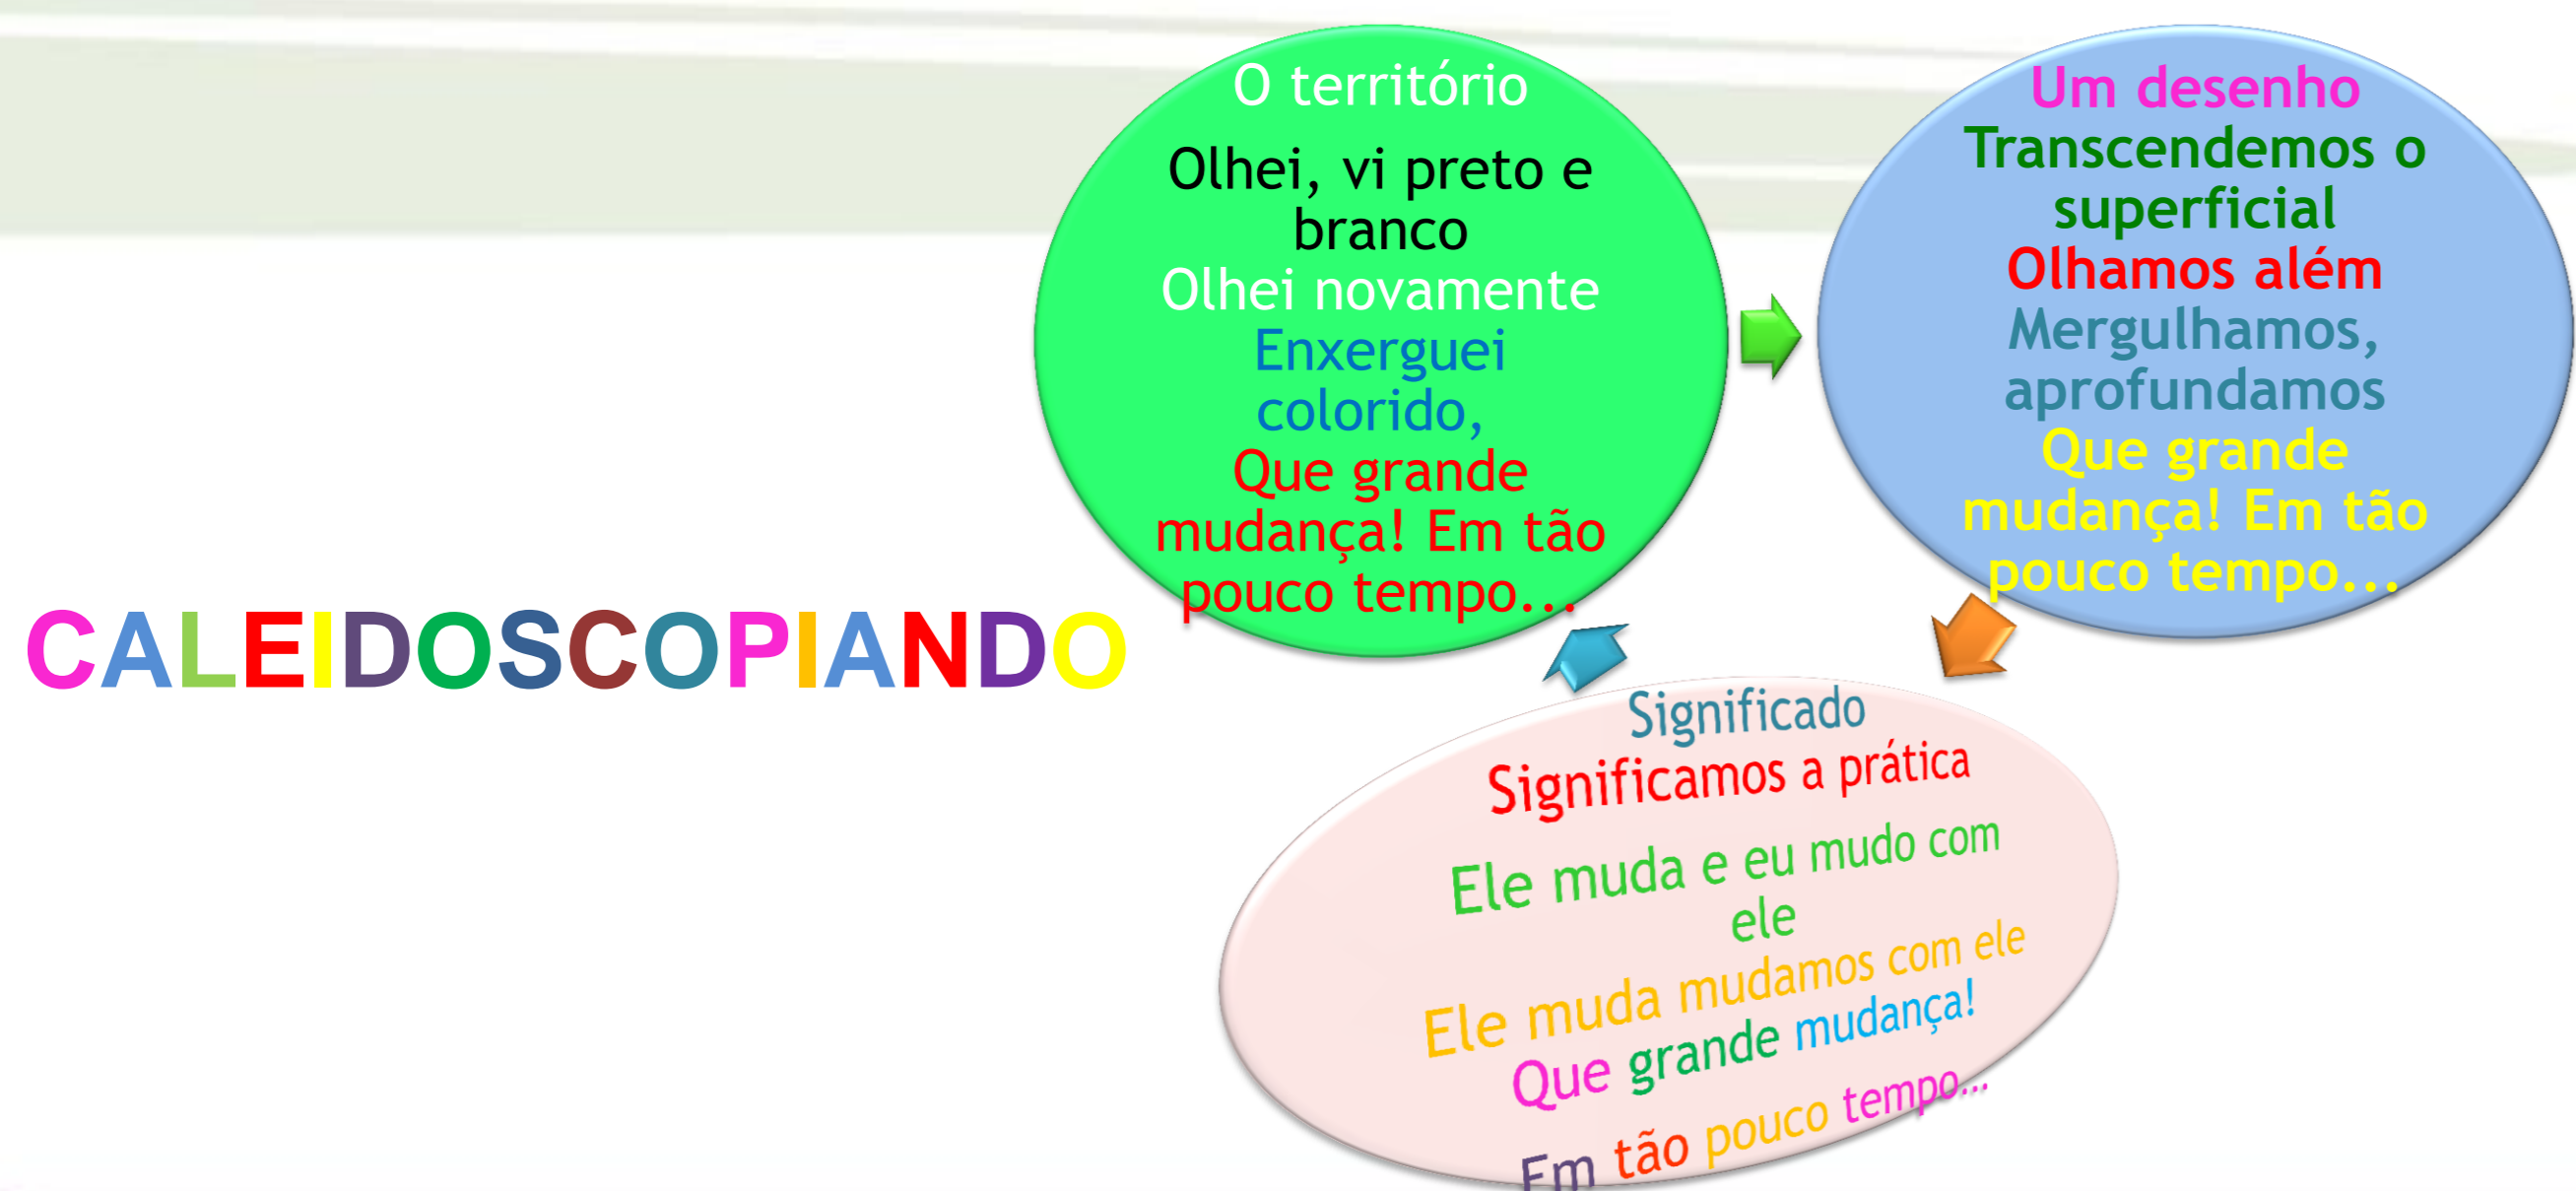 CALEIDOSCOPIANDO
O território
Olhei, vi preto e
branco
Olhei novamente
Enxerguei
colorido,
Que grande
mudança! Em tão
pouco tempo...
Um desenho
Transcendemos o
superficial
Olhamos além
Mergulhamos,
aprofundamos
Que grande
mudança! Em tão
pouco tempo...
Significado
Significamos a prática
Ele muda e eu mudo com
ele
Ele muda mudamos com ele
Que grande mudança!
Em tão pouco tempo...